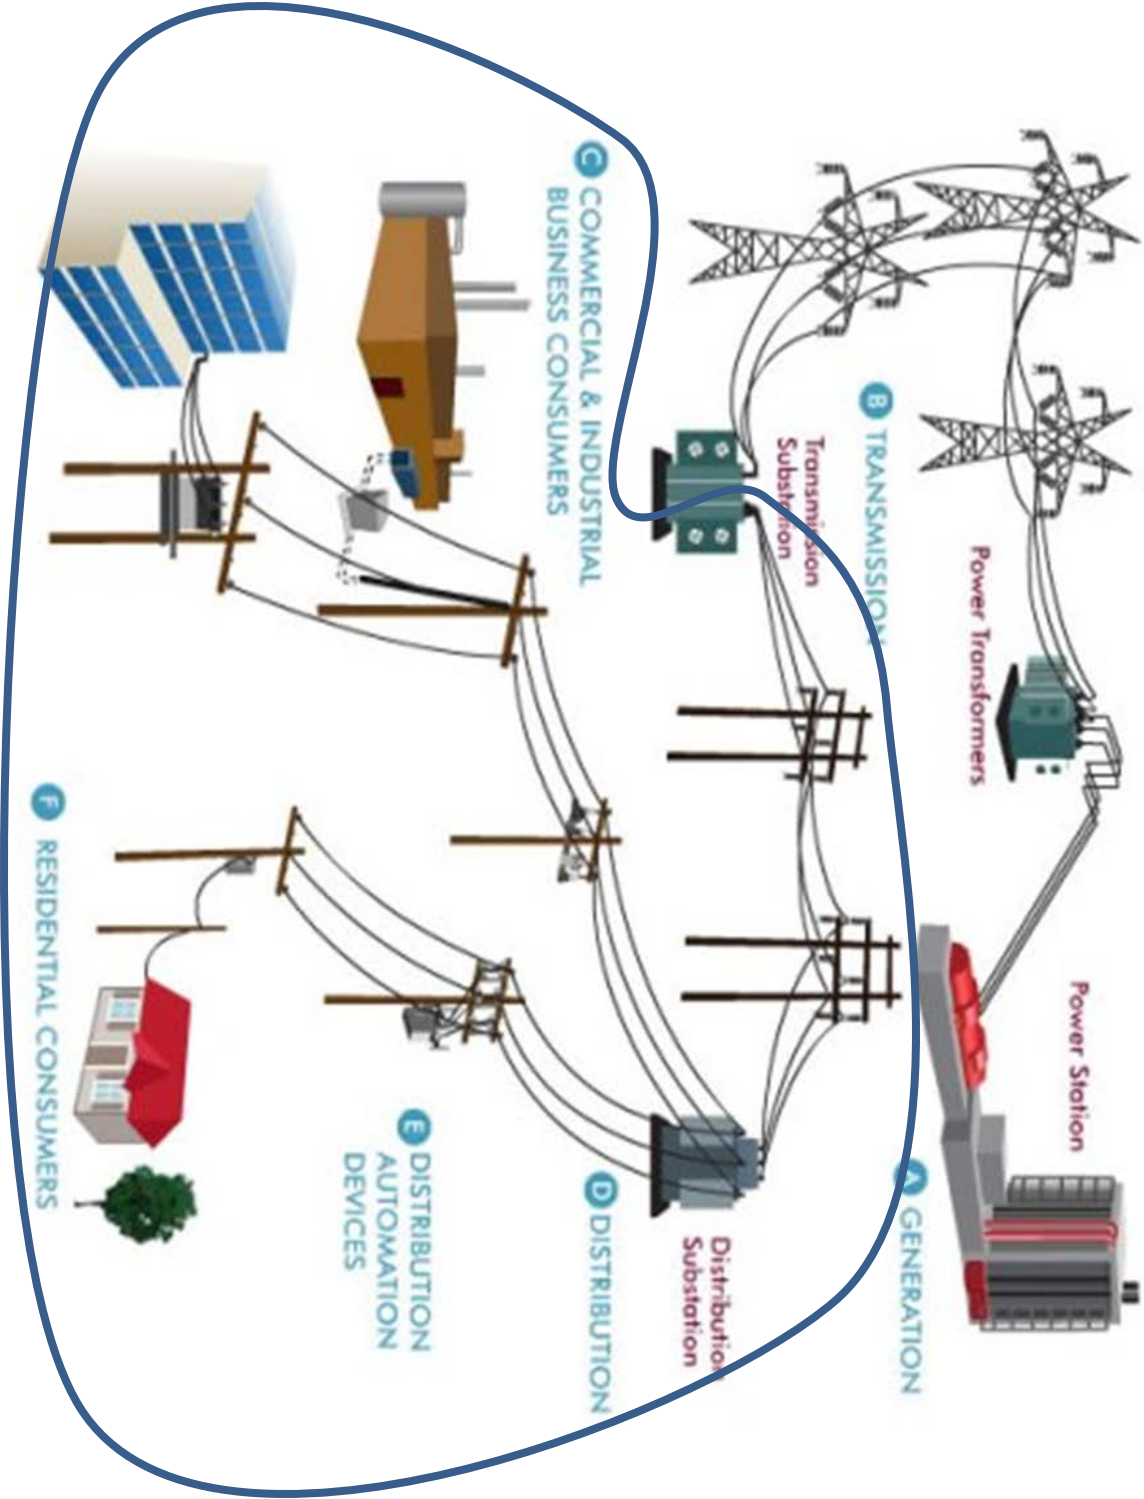 Power Station
A GENERATION
Power Transformers
B TRANSMISSION
Transmission
Substation
C COMMERCIAL & INDUSTRIAL
BUSINESS CONSUMERS
Distribution
Substation
D DISTRIBUTION
E DISTRIBUTION
AUTOMATION
DEVICES
F RESIDENTIAL CONSUMERS